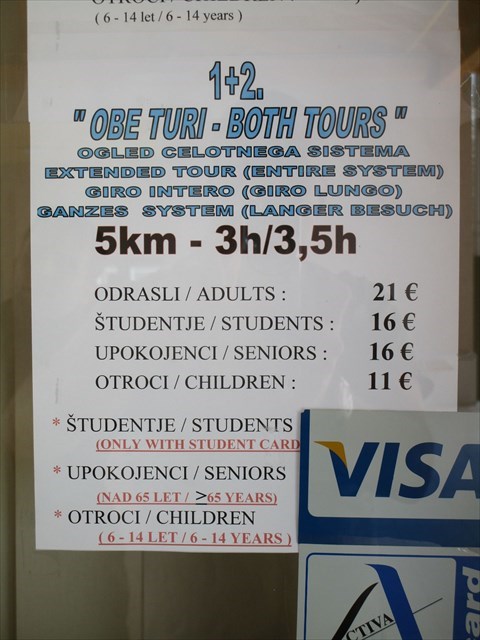 ( 6 - 14 let / 6 - 14 years )
1+2.
" OBE TURI - BOTH TOURS "
OGLED CELOTNEGA SISTEMA
EXTENDED TOUR (ENTIRE SYSTEM)
GIRO INTERO (GIRO LUNGO)
GANZES SYSTEM (LANGER BESUCH)
5km - 3h/3,5h
ODRASLI / ADULTS : 21 €
ŠTUDENTJE / STUDENTS : 16 €
UPOKOJENCI / SENIORS : 16 €
OTROCI / CHILDREN : 11 €
* ŠTUDENTJE / STUDENTS
(ONLY WITH STUDENT CARD
* UPOKOJENCI / SENIORS
(NAD 65 LET / ≥65 YEARS)
* OTROCI / CHILDREN
( 6 - 14 LET / 6 - 14 YEARS )
VISA
CTIVA
ard